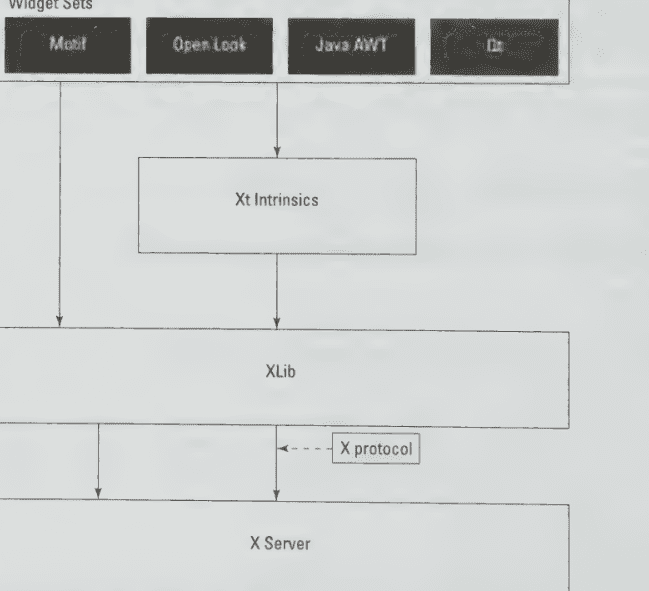 Widget Sets
Motif
Open Look
Java AWT
Xt Intrinsics
XLib
X protocol
X Server